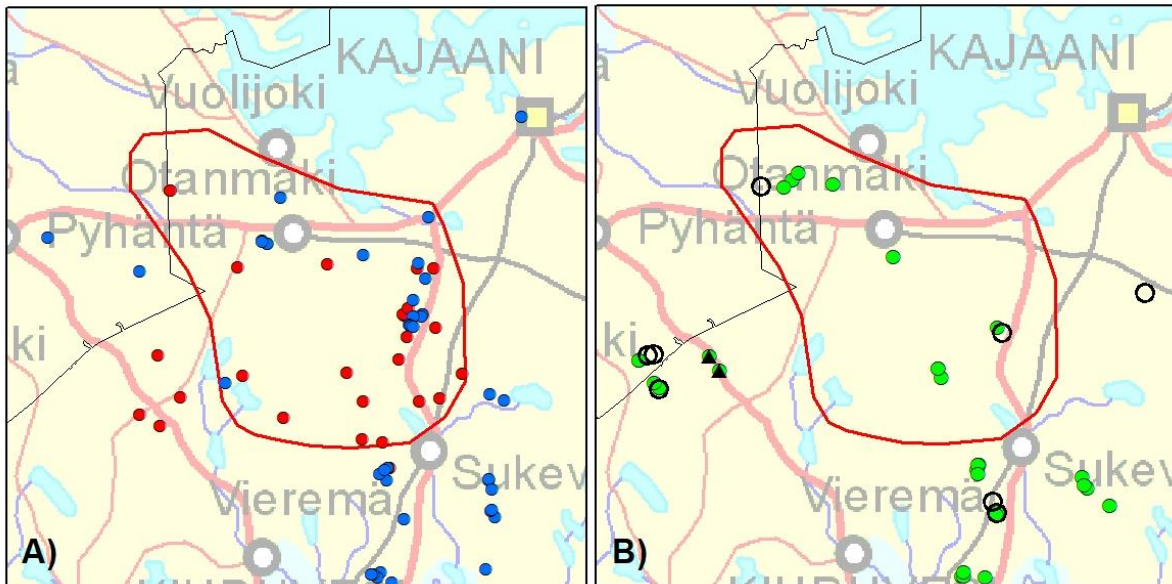 KAJAANI
Vuolijoki
Otanmäki
Pyhäntä
ki
Sukev
Vieremä
A)
KAJAANI
Vuolijoki
Otanmäki
Pyhäntä
ki
Sukev
Vieremä
B)